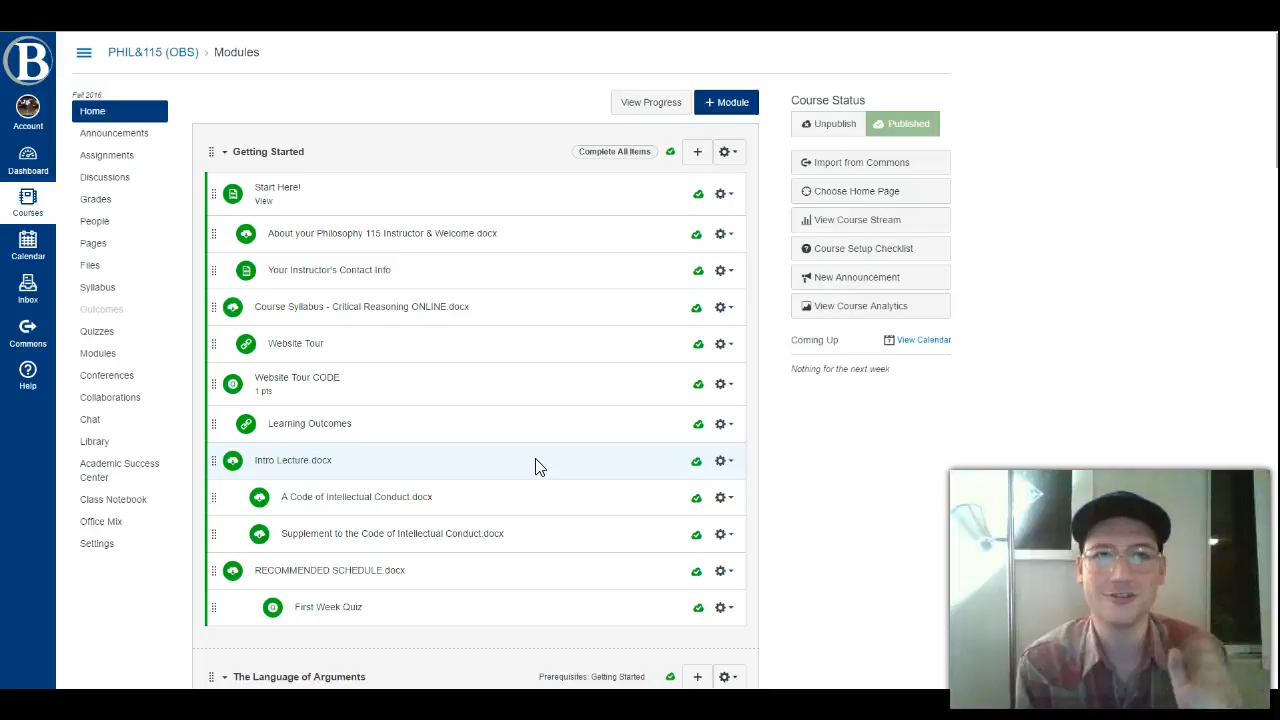 B
PHIL&115 (OBS) › Modules
Account
Dashboard
Courses
Calendar
Inbox
Commons
Help
Fall 2016
Home
Announcements
Assignments
Discussions
Grades
People
Pages
Files
Syllabus
Outcomes
Quizzes
Modules
Conferences
Collaborations
Chat
Library
Academic Success
Center
Class Notebook
Office Mix
Settings
View Progress
+ Module
Getting Started
Complete All Items
Start Here!
View
About your Philosophy 115 Instructor & Welcome.docx
Your Instructor's Contact Info
Course Syllabus - Critical Reasoning ONLINE.docx
Website Tour
Website Tour CODE
1 pts
Learning Outcomes
Intro Lecture.docx
A Code of Intellectual Conduct.docx
Supplement to the Code of Intellectual Conduct.docx
RECOMMENDED SCHEDULE.docx
First Week Quiz
The Language of Arguments
Prerequisites: Getting Started
Course Status
Unpublish
Published
Import from Commons
Choose Home Page
View Course Stream
Course Setup Checklist
New Announcement
View Course Analytics
Coming Up
View Calendar
Nothing for the next week